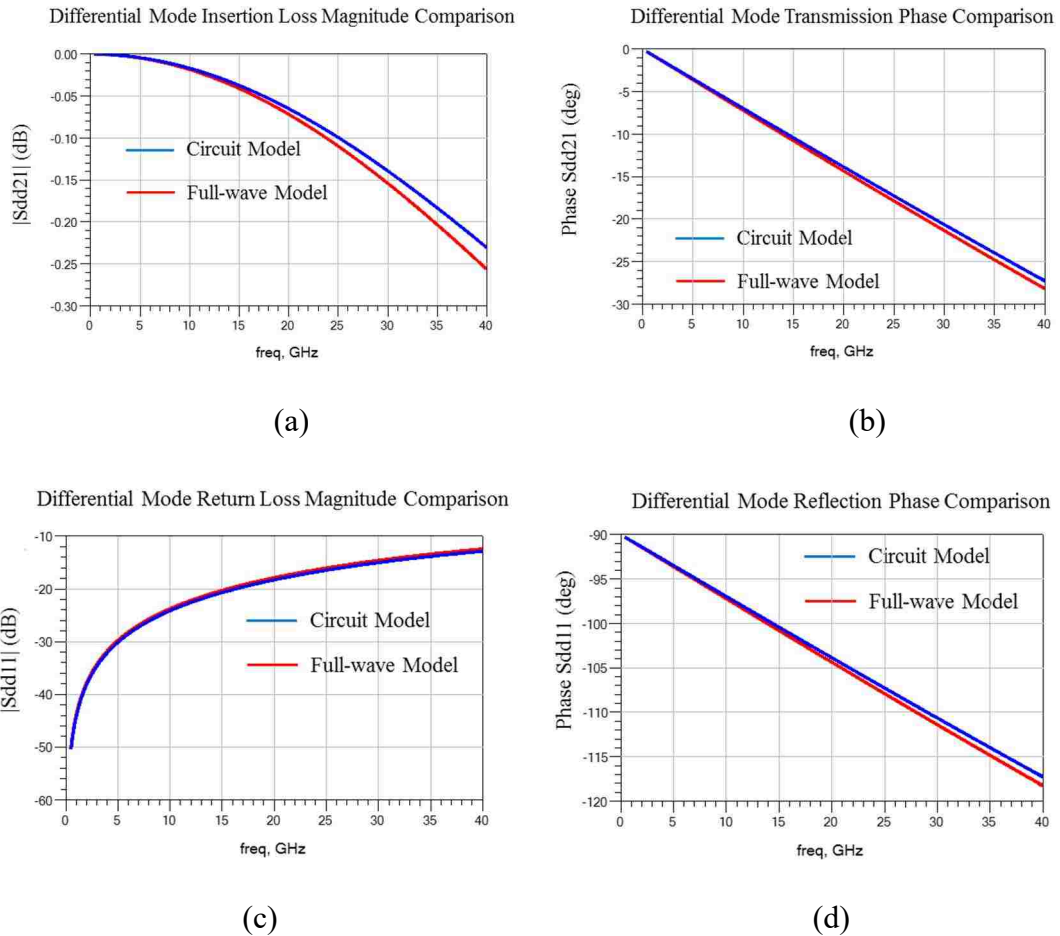 Differential Mode Insertion Loss Magnitude Comparison
0.00
-0.05
-0.10
-0.15
-0.20
-0.25
-0.30
|Sdd21| (dB)
Circuit Model
Full-wave Model
0 5 10 15 20 25 30 35 40
freq, GHz
(a)
Differential Mode Transmission Phase Comparison
0
-5
-10
-15
-20
-25
-30
Phase Sdd21 (deg)
Circuit Model
Full-wave Model
0 5 10 15 20 25 30 35 40
freq, GHz
(b)
Differential Mode Return Loss Magnitude Comparison
-10
-20
-30
-40
-50
-60
|Sdd11| (dB)
Circuit Model
Full-wave Model
0 5 10 15 20 25 30 35 40
freq, GHz
(c)
Differential Mode Reflection Phase Comparison
-90
-95
-100
-105
-110
-115
-120
Phase Sdd11 (deg)
Circuit Model
Full-wave Model
0 5 10 15 20 25 30 35 40
freq, GHz
(d)